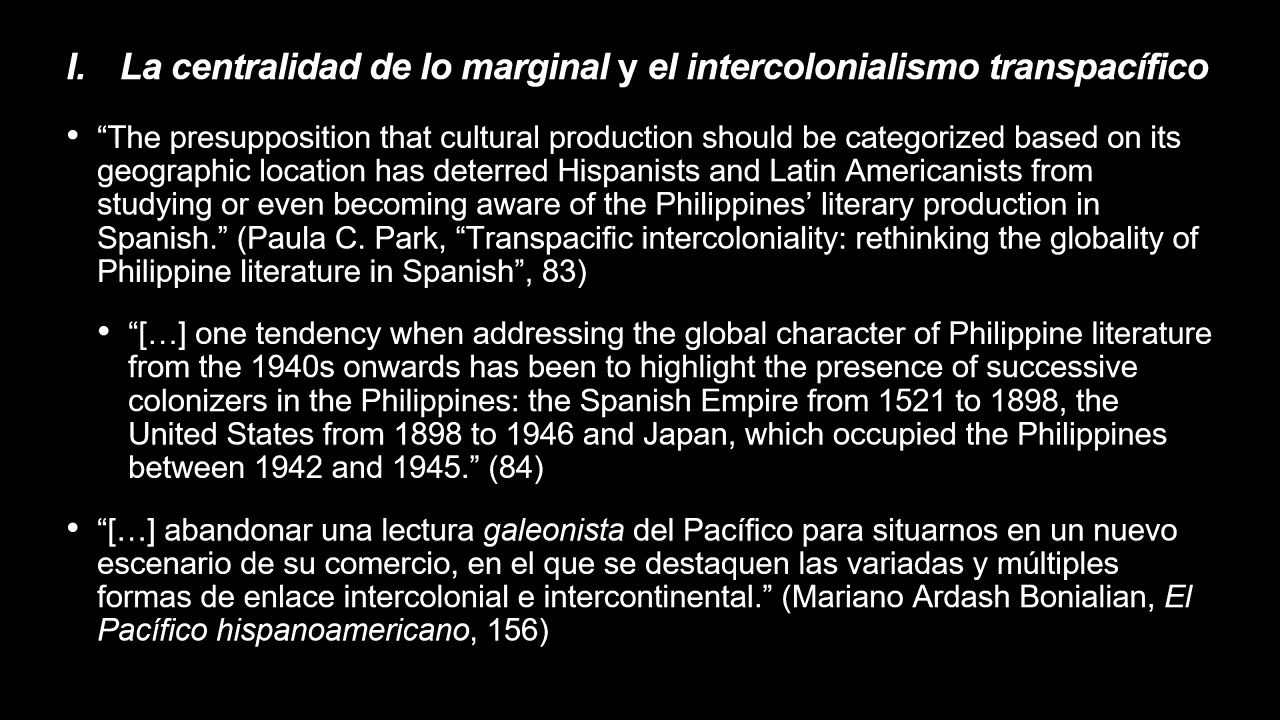 I. La centralidad de lo marginal y el intercolonialismo transpacífico
• “The presupposition that cultural production should be categorized based on its
geographic location has deterred Hispanists and Latin Americanists from
studying or even becoming aware of the Philippines’ literary production in
Spanish.” (Paula C. Park, “Transpacific intercoloniality: rethinking the globality of
Philippine literature in Spanish”, 83)
• “[…] one tendency when addressing the global character of Philippine literature
from the 1940s onwards has been to highlight the presence of successive
colonizers in the Philippines: the Spanish Empire from 1521 to 1898, the
United States from 1898 to 1946 and Japan, which occupied the Philippines
between 1942 and 1945.” (84)
• “[…] abandonar una lectura galeonista del Pacífico para situarnos en un nuevo
escenario de su comercio, en el que se destaquen las variadas y múltiples
formas de enlace intercolonial e intercontinental.” (Mariano Ardash Bonialian, El
Pacífico hispanoamericano, 156)